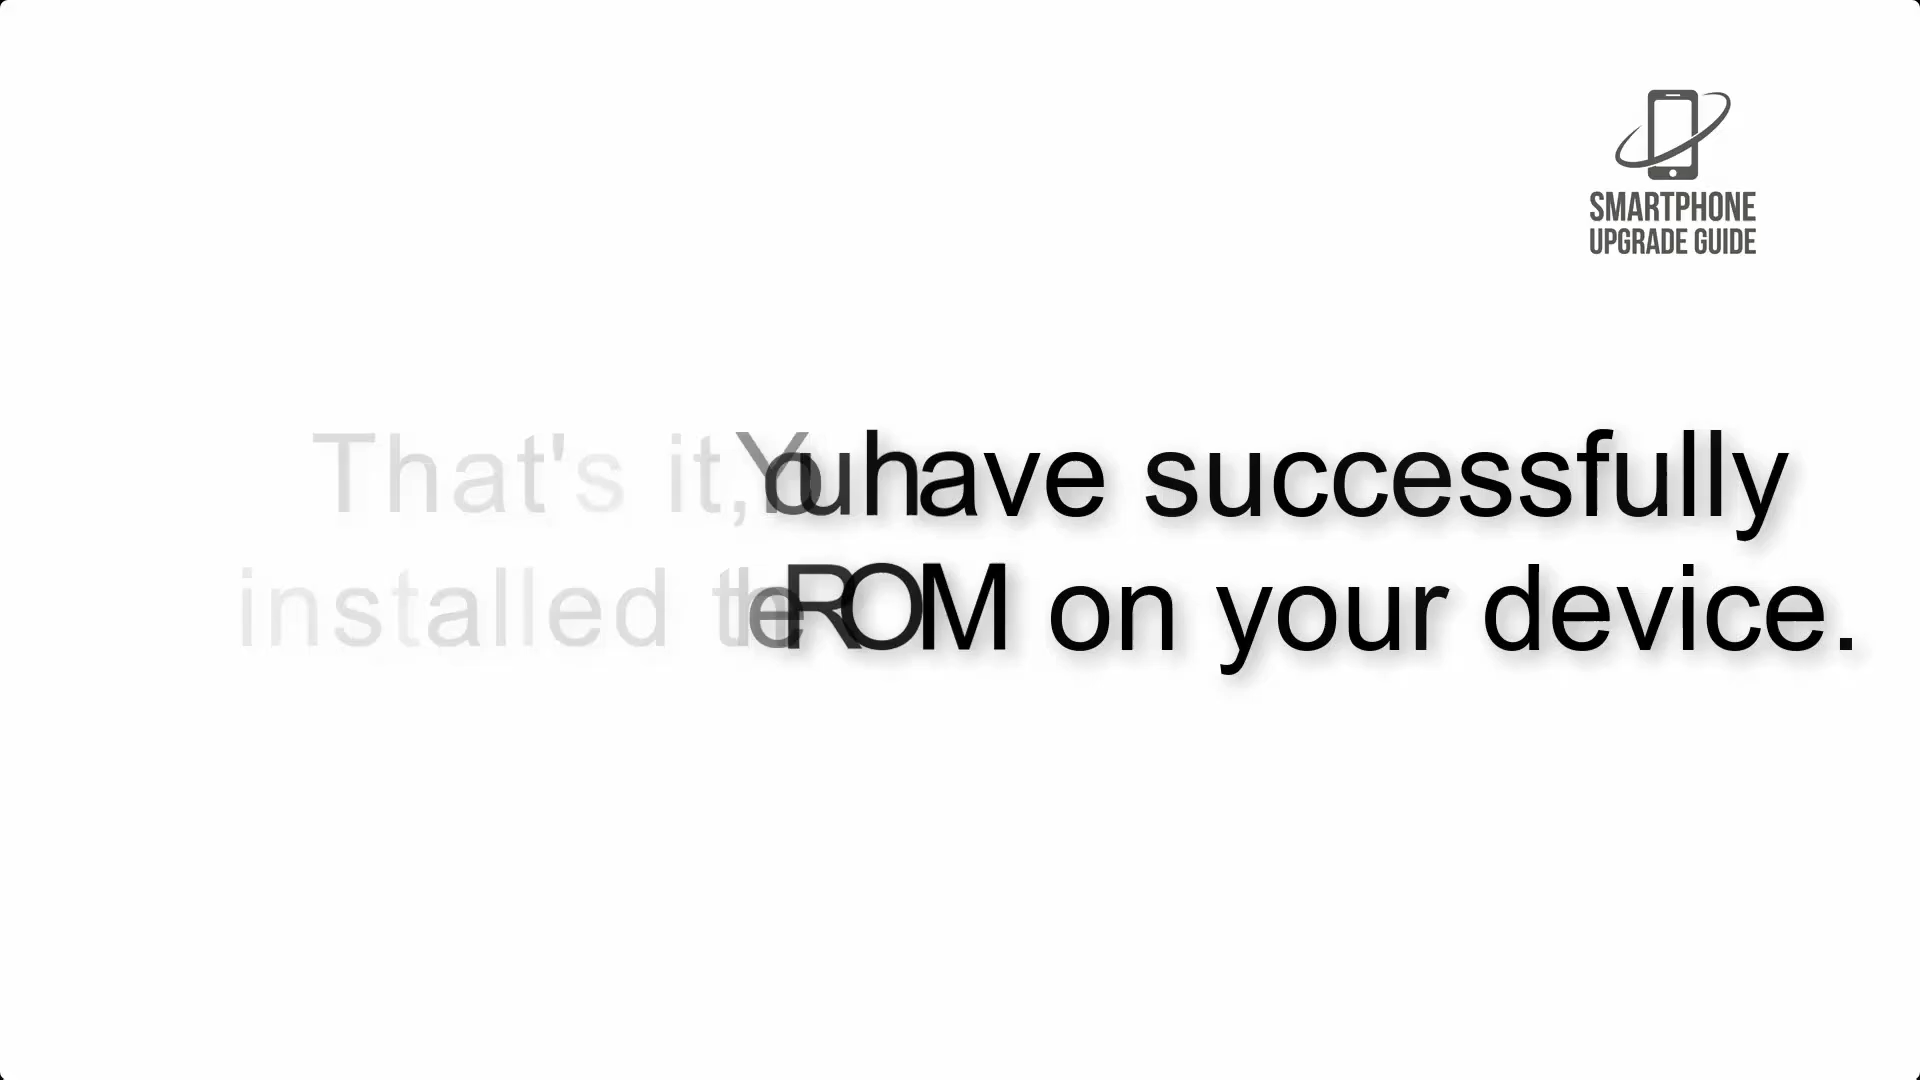 SMARTPHONE
UPGRADE GUIDE
That's it, You have successfully
installed the ROM on your device.